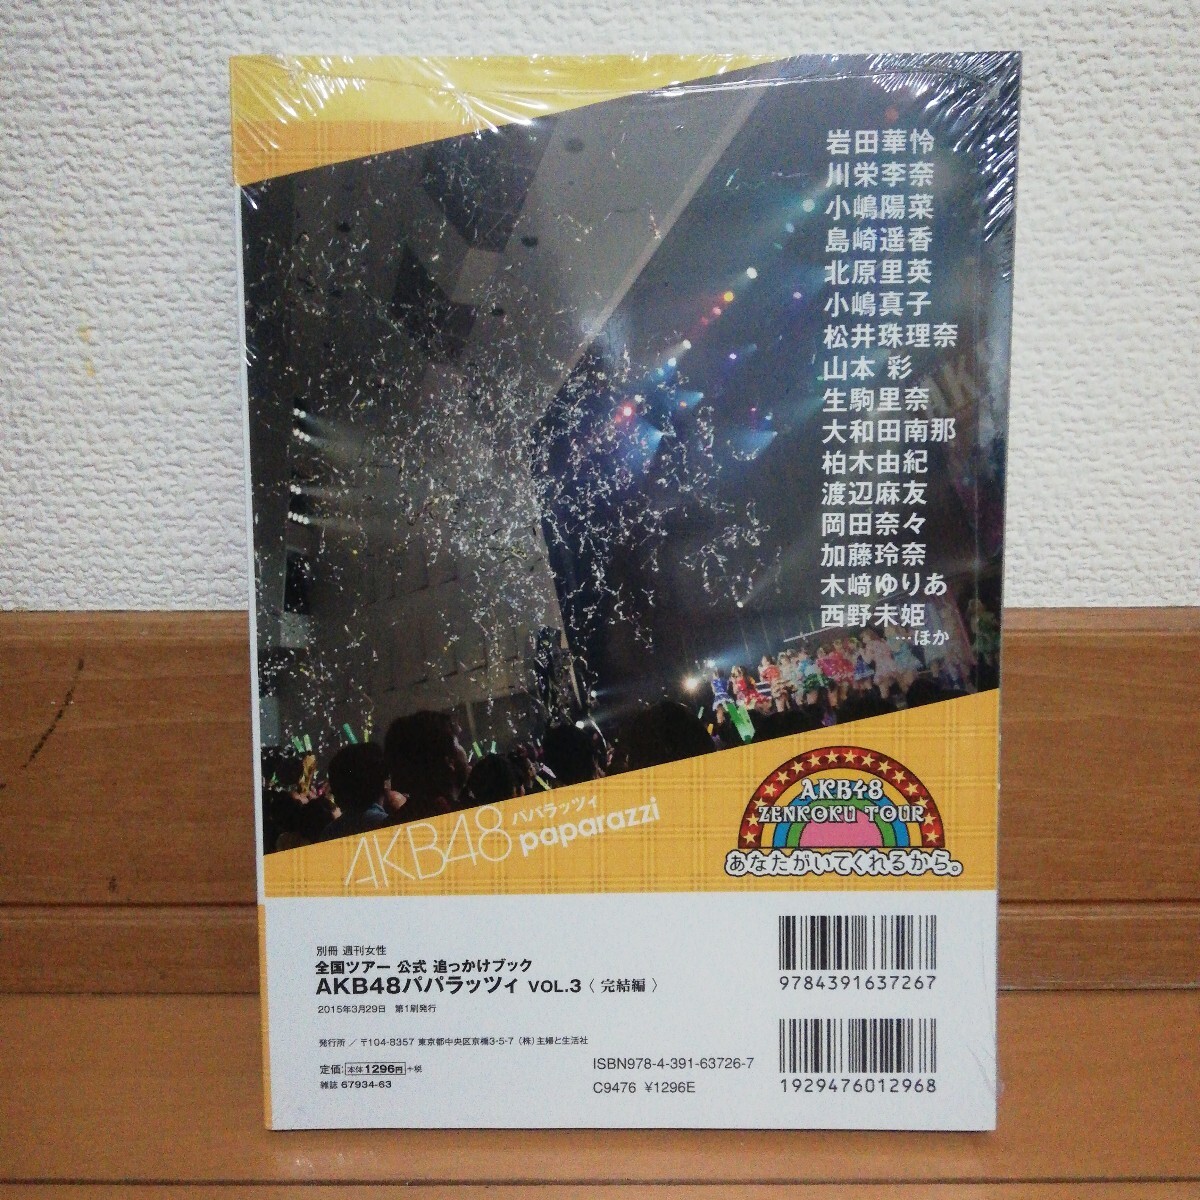 岩田華怜
川栄李奈
小嶋陽菜
島崎遥香
北原里英
小嶋真子
松井珠理奈
山本 彩
生駒里奈
大和田南那
柏木由紀
渡辺麻友
岡田奈々
加藤玲奈
木﨑ゆりあ
西野未姫
…ほか
AKB48
パパラッツィ
paparazzi
AKB48
ZENKOKU TOUR
あなたがいてくれるから。
別冊 週刊女性
全国ツアー 公式 追っかけブック
AKB48パパラッツィ VOL.3〈 完結編 〉
2015年3月29日 第1刷発行
発行所／〒104-8357 東京都中央区京橋3-5-7（株）主婦と生活社
定価：本体1296円+税
雑誌 67934-63
9784391637267
ISBN978-4-391-63726-7
C9476 ¥1296E
1929476012968